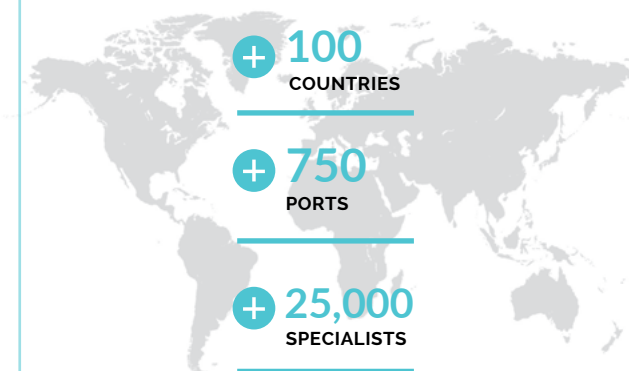 + 100
COUNTRIES
+ 750
PORTS
+ 25,000
SPECIALISTS